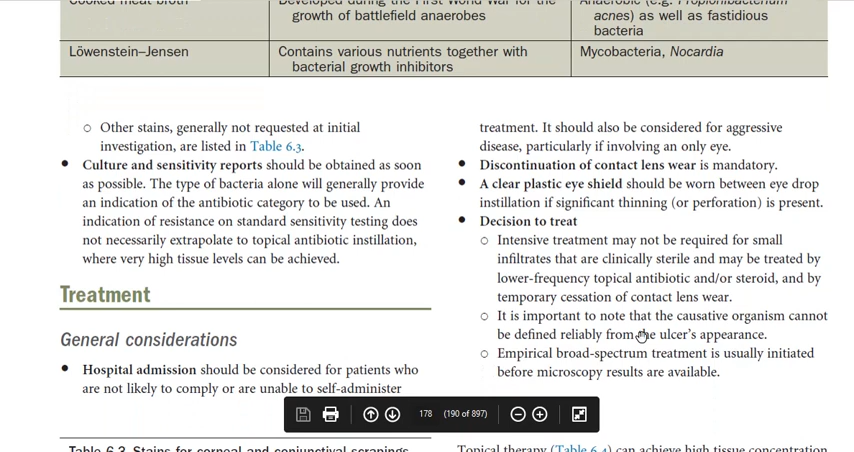 Cooked meat broth
Developed during the First World War for the
growth of battlefield anaerobes
Anaerobic (e.g. Propionibacterium
acnes) as well as fastidious
bacteria
Löwenstein–Jensen
Contains various nutrients together with
bacterial growth inhibitors
Mycobacteria, Nocardia
○ Other stains, generally not requested at initial
investigation, are listed in Table 6.3.
• Culture and sensitivity reports should be obtained as soon
as possible. The type of bacteria alone will generally provide
an indication of the antibiotic category to be used. An
indication of resistance on standard sensitivity testing does
not necessarily extrapolate to topical antibiotic instillation,
where very high tissue levels can be achieved.
Treatment
General considerations
• Hospital admission should be considered for patients who
are not likely to comply or are unable to self-administer
Table 6.3 Stains for corneal and conjunctival scrapings
treatment. It should also be considered for aggressive
disease, particularly if involving an only eye.
• Discontinuation of contact lens wear is mandatory.
• A clear plastic eye shield should be worn between eye drop
instillation if significant thinning (or perforation) is present.
• Decision to treat
○ Intensive treatment may not be required for small
infiltrates that are clinically sterile and may be treated by
lower-frequency topical antibiotic and/or steroid, and by
temporary cessation of contact lens wear.
○ It is important to note that the causative organism cannot
be defined reliably from the ulcer's appearance.
○ Empirical broad-spectrum treatment is usually initiated
before microscopy results are available.
Topical therapy (Table 6.4) can achieve high tissue concentration
178 (190 of 897)